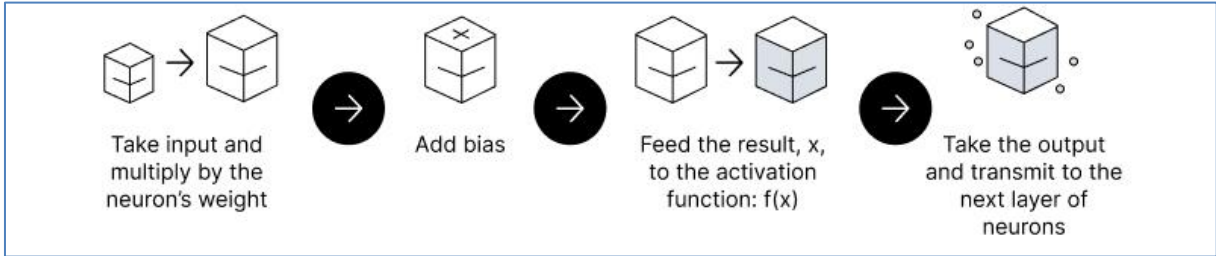 Take input and
multiply by the
neuron's weight
Add bias
Feed the result, x,
to the activation
function: f(x)
Take the output
and transmit to the
next layer of
neurons